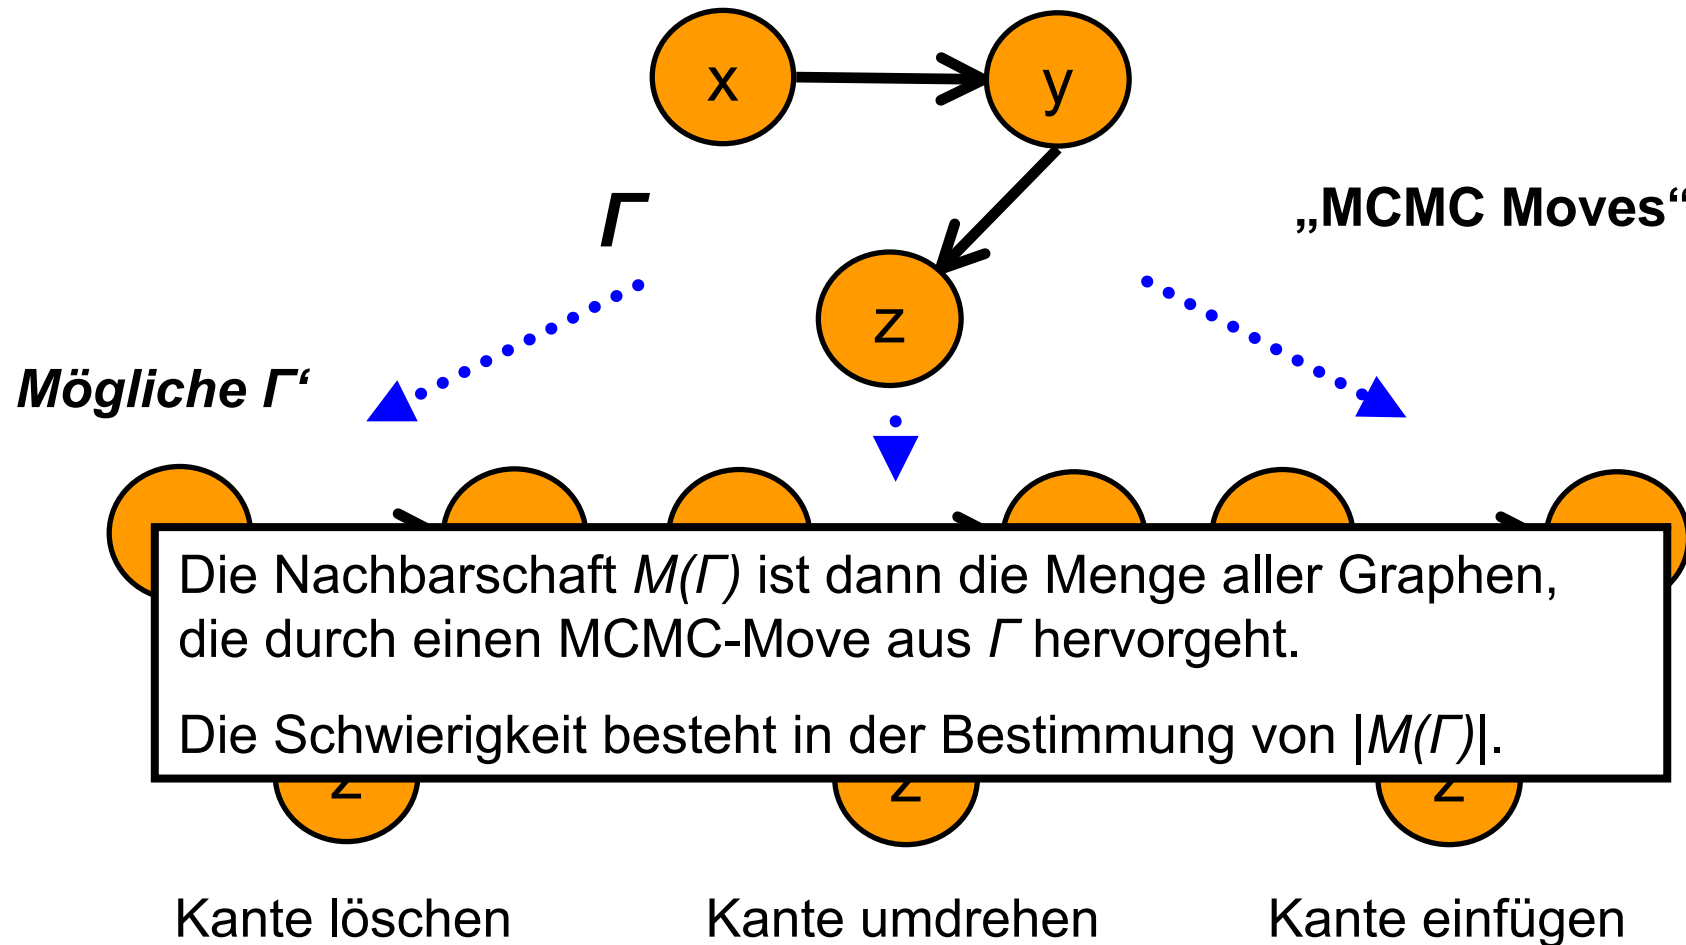 x
y
Γ
„MCMC Moves“
z
Mögliche Γ‘
Die Nachbarschaft M(Γ) ist dann die Menge aller Graphen,
die durch einen MCMC-Move aus Γ hervorgeht.
Die Schwierigkeit besteht in der Bestimmung von |M(Γ)|.
z z z
Kante löschen Kante umdrehen Kante einfügen